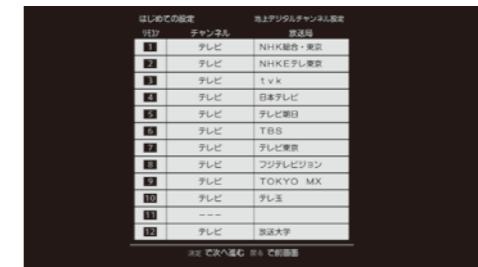 はじめての設定 地上デジタルチャンネル設定
リモコン チャンネル 放送局
1 テレビ NHK総合・東京
2 テレビ NHKEテレ東京
3 テレビ tvk
4 テレビ 日本テレビ
5 テレビ テレビ朝日
6 テレビ TBS
7 テレビ テレビ東京
8 テレビ フジテレビジョン
9 テレビ TOKYO MX
10 テレビ テレ玉
11 ---
12 テレビ 放送大学
決定 で次へ進む 戻る で前画面